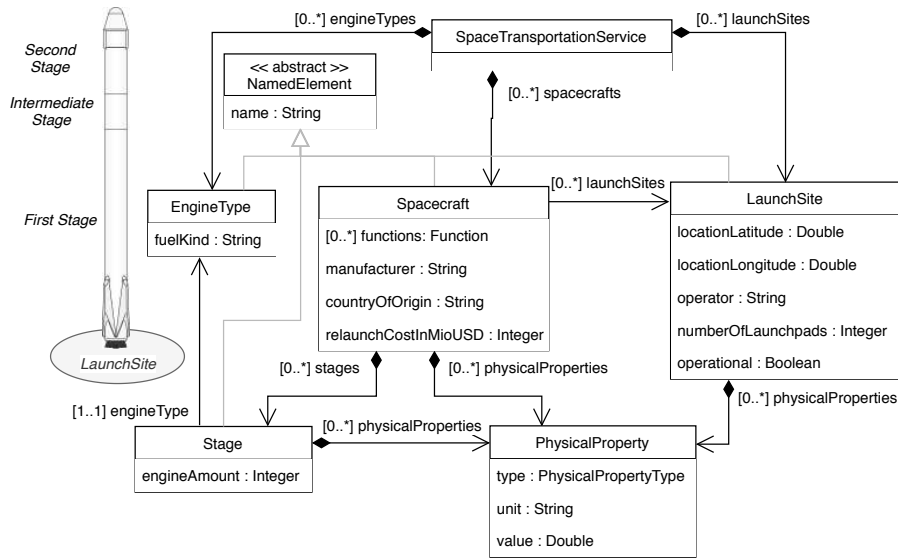 Second
Stage
Intermediate
Stage
First Stage
LaunchSite
[0..*] engineTypes
SpaceTransportationService
[0..*] launchSites
<< abstract >>
NamedElement
name : String
[0..*] spacecrafts
EngineType
fuelKind : String
Spacecraft
[0..*] functions: Function
manufacturer : String
countryOfOrigin : String
relaunchCostInMioUSD : Integer
[0..*] launchSites
LaunchSite
locationLatitude : Double
locationLongitude : Double
operator : String
numberOfLaunchpads : Integer
operational : Boolean
[0..*] stages
[0..*] physicalProperties
[0..*] physicalProperties
[1..1] engineType
Stage
engineAmount : Integer
[0..*] physicalProperties
PhysicalProperty
type : PhysicalPropertyType
unit : String
value : Double